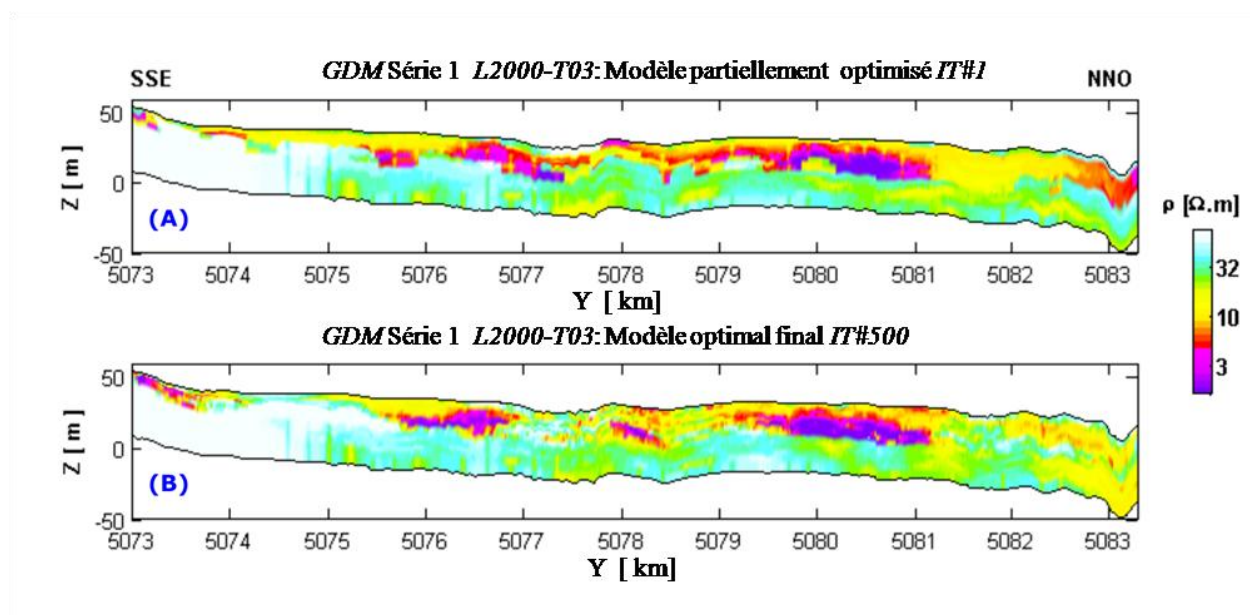 GDM Série 1 L2000-T03: Modèle partiellement optimisé IT#1
SSE
NNO
50
0
-50
Z [ m ]
(A)
5073 5074 5075 5076 5077 5078 5079 5080 5081 5082 5083
Y [ km]
ρ [Ω.m]
32
10
3
GDM Série 1 L2000-T03: Modèle optimal final IT#500
50
0
-50
Z [ m ]
(B)
5073 5074 5075 5076 5077 5078 5079 5080 5081 5082 5083
Y [ km]